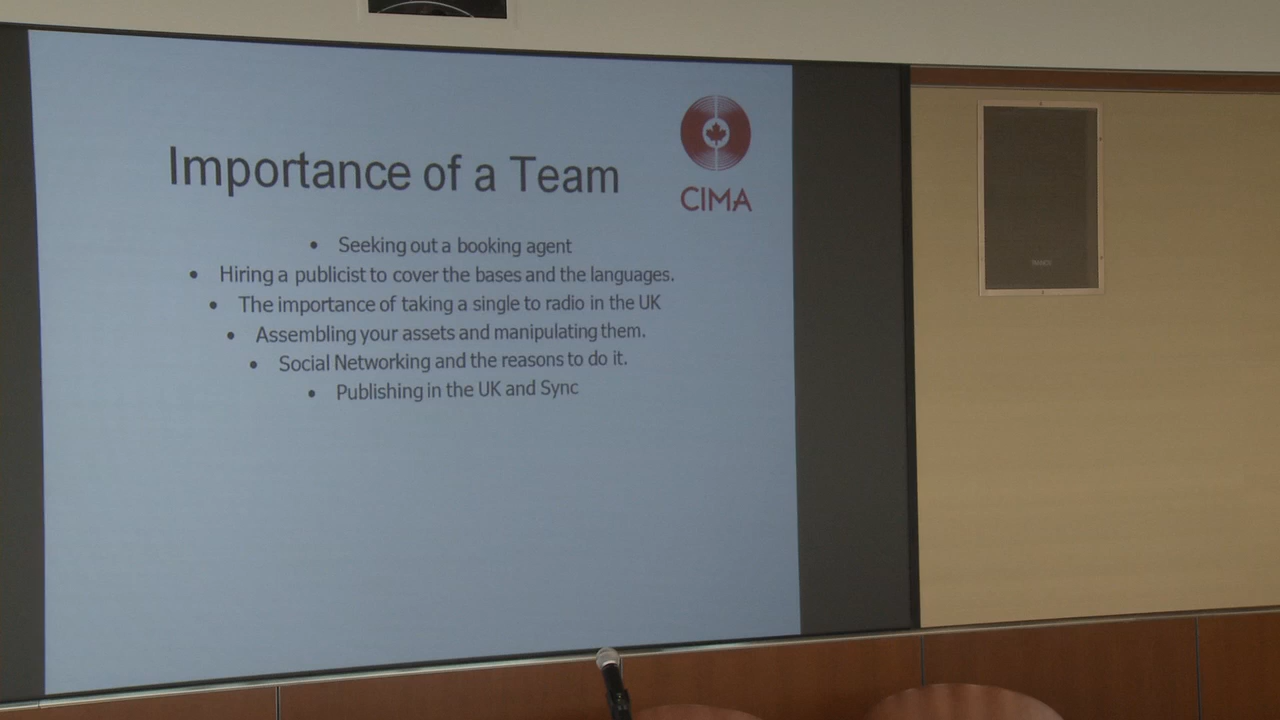 Importance of a Team
CIMA
• Seeking out a booking agent
• Hiring a publicist to cover the bases and the languages.
• The importance of taking a single to radio in the UK
• Assembling your assets and manipulating them.
• Social Networking and the reasons to do it.
• Publishing in the UK and Sync